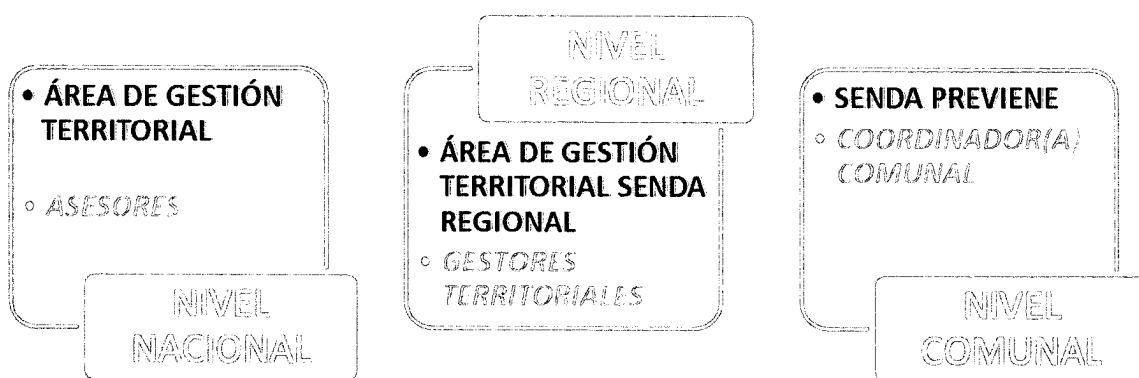 • ÁREA DE GESTIÓN
TERRITORIAL
○ ASESORES
NIVEL
NACIONAL
NIVEL
REGIONAL
• ÁREA DE GESTIÓN
TERRITORIAL SENDA
REGIONAL
○ GESTORES
TERRITORIALES
• SENDA PREVIENE
○ COORDINADOR(A)
COMUNAL
NIVEL
COMUNAL